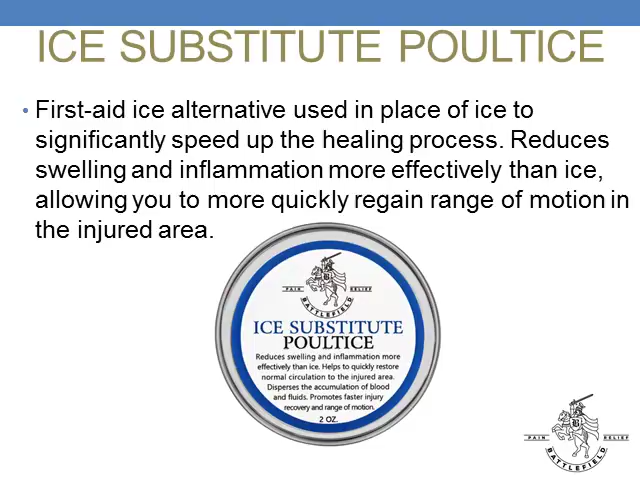 ICE SUBSTITUTE POULTICE
• First-aid ice alternative used in place of ice to
significantly speed up the healing process. Reduces
swelling and inflammation more effectively than ice,
allowing you to more quickly regain range of motion in
the injured area.
PAIN RELIEF
BATTLEFIELD
ICE SUBSTITUTE
POULTICE
Reduces swelling and inflammation more
effectively than ice. Helps to quickly restore
normal circulation to the injured area.
Disperses the accumulation of blood
and fluids. Promotes faster injury
recovery and range of motion.
2 OZ.
B
PAIN RELIEF
BATTLEFIELD